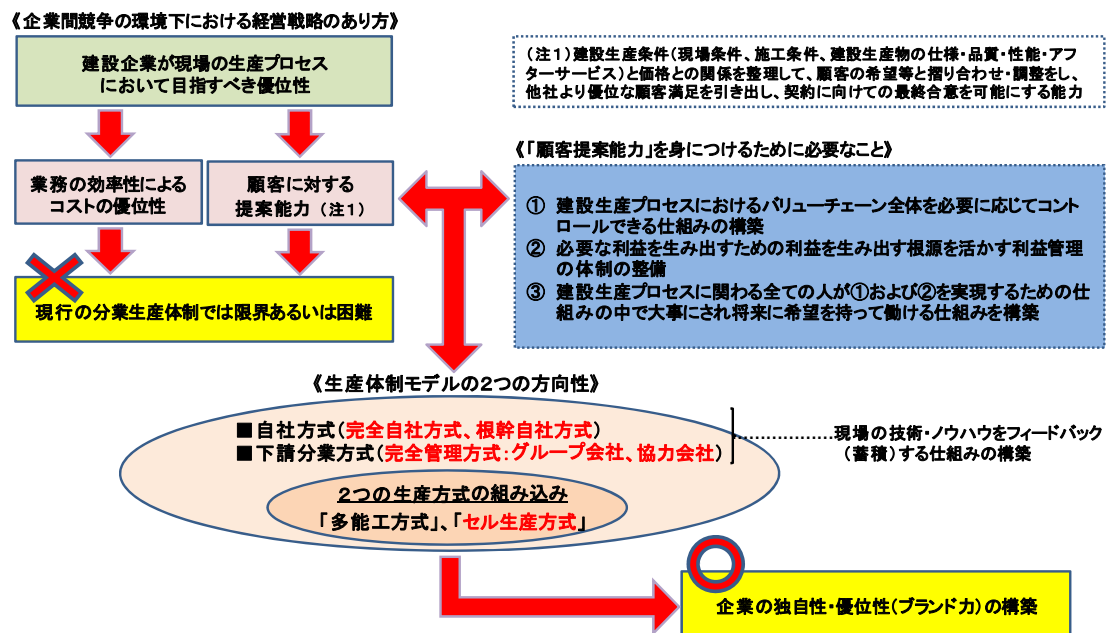 《企業間競争の環境下における経営戦略のあり方》
建設企業が現場の生産プロセス
において目指すべき優位性
（注１）建設生産条件（現場条件、施工条件、建設生産物の仕様・品質・性能・アフ
ターサービス）と価格との関係を整理して、顧客の希望等と摺り合わせ・調整をし、
他社より優位な顧客満足を引き出し、契約に向けての最終合意を可能にする能力
業務の効率性による
コストの優位性
顧客に対する
提案能力（注１）
《「顧客提案能力」を身につけるために必要なこと》
① 建設生産プロセスにおけるバリューチェーン全体を必要に応じてコント
ロールできる仕組みの構築
② 必要な利益を生み出すための利益を生み出す根源を活かす利益管理
の体制の整備
③ 建設生産プロセスに関わる全ての人が①および②を実現するための仕
組みの中で大事にされ将来に希望を持って働ける仕組みを構築
現行の分業生産体制では限界あるいは困難
《生産体制モデルの２つの方向性》
■自社方式（完全自社方式、根幹自社方式）
■下請分業方式（完全管理方式：グループ会社、協力会社）
………………現場の技術・ノウハウをフィードバック
（蓄積）する仕組みの構築
２つの生産方式の組み込み
「多能工方式」、「セル生産方式」
企業の独自性・優位性（ブランド力）の構築